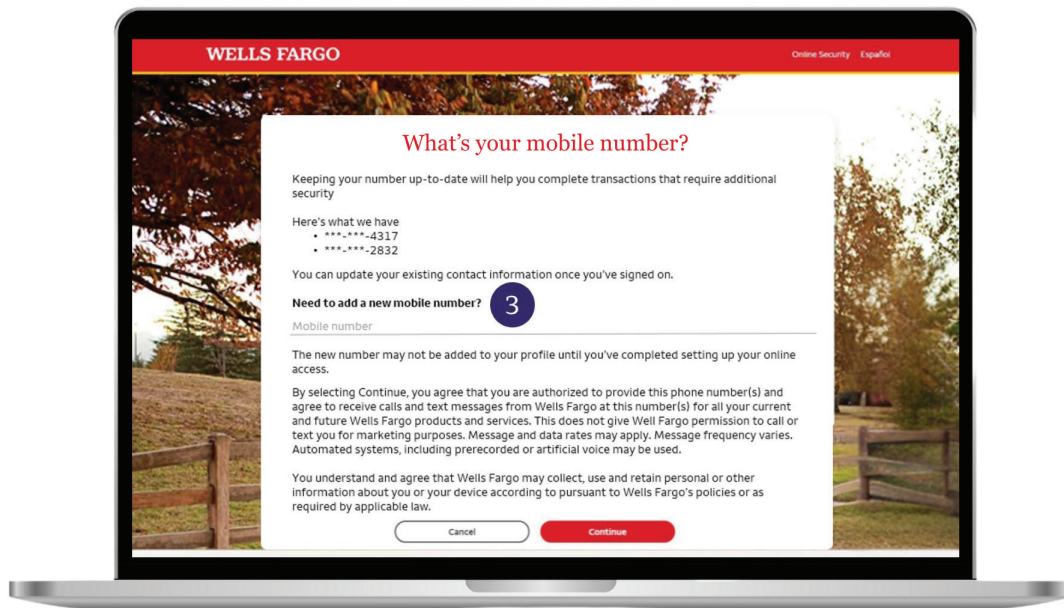 WELLS FARGO
Online Security Español
What's your mobile number?
Keeping your number up-to-date will help you complete transactions that require additional
security
Here's what we have
• ***-***-4317
• ***-***-2832
You can update your existing contact information once you've signed on.
Need to add a new mobile number? 3
Mobile number
The new number may not be added to your profile until you've completed setting up your online
access.
By selecting Continue, you agree that you are authorized to provide this phone number(s) and
agree to receive calls and text messages from Wells Fargo at this number(s) for all your current
and future Wells Fargo products and services. This does not give Well Fargo permission to call or
text you for marketing purposes. Message and data rates may apply. Message frequency varies.
Automated systems, including prerecorded or artificial voice may be used.
You understand and agree that Wells Fargo may collect, use and retain personal or other
information about you or your device according to pursuant to Wells Fargo's policies or as
required by applicable law.
Cancel Continue